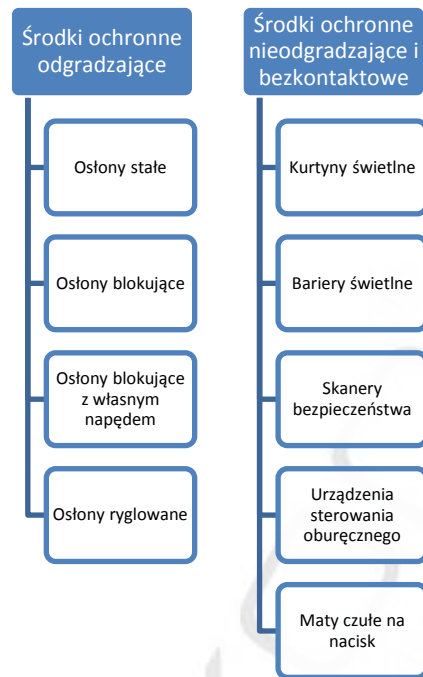 Środki ochronne
odgradzające
Osłony stałe
Osłony blokujące
Osłony blokujące
z własnym
napędem
Osłony ryglowane
Środki ochronne
nieodgradzające i
bezkontaktowe
Kurtyny świetlne
Bariery świetlne
Skanery
bezpieczeństwa
Urządzenia
sterowania
oburęcznego
Maty czułe na
nacisk